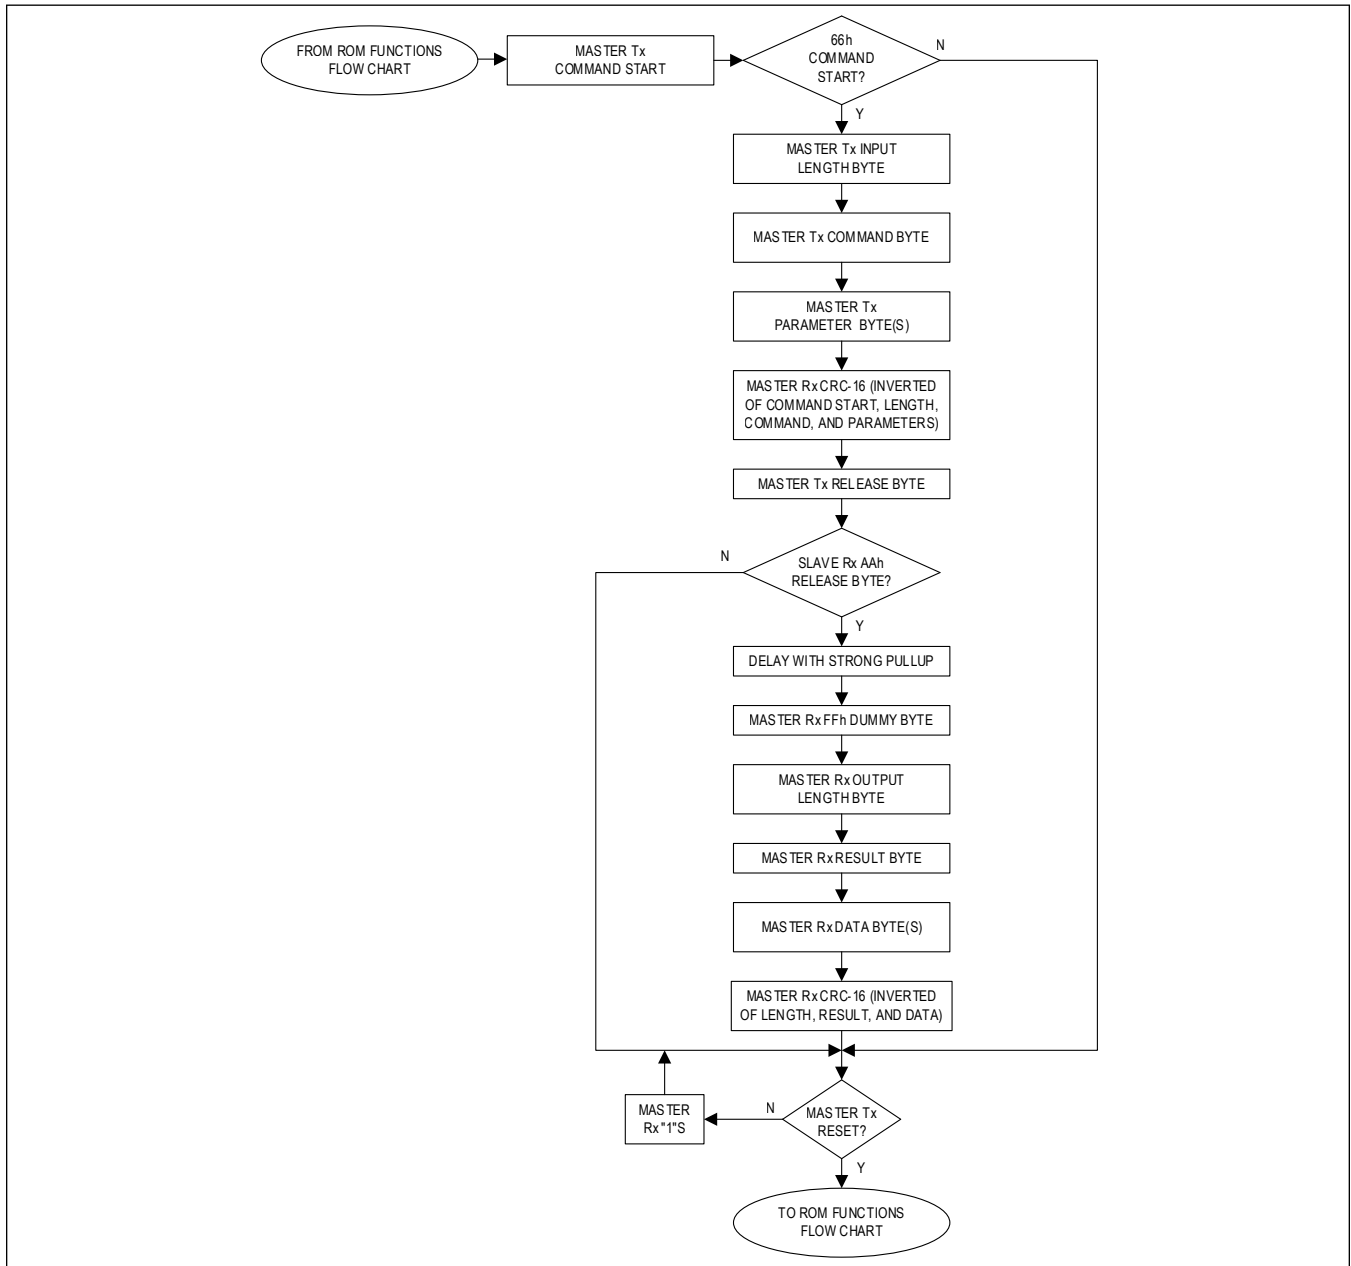 FROM ROM FUNCTIONS
FLOW CHART
MASTER Tx
COMMAND START
66h
COMMAND
START?
N
Y
MASTER Tx INPUT
LENGTH BYTE
MASTER Tx COMMAND BYTE
MASTER Tx
PARAMETER BYTE(S)
MASTER Rx CRC-16 (INVERTED
OF COMMAND START, LENGTH,
COMMAND, AND PARAMETERS)
MASTER Tx RELEASE BYTE
N
SLAVE Rx AAh
RELEASE BYTE?
Y
DELAY WITH STRONG PULLUP
MASTER Rx FFh DUMMY BYTE
MASTER Rx OUTPUT
LENGTH BYTE
MASTER Rx RESULT BYTE
MASTER Rx DATA BYTE(S)
MASTER Rx CRC-16 (INVERTED
OF LENGTH, RESULT, AND DATA)
MASTER
Rx "1"S
N
MASTER Tx
RESET?
Y
TO ROM FUNCTIONS
FLOW CHART